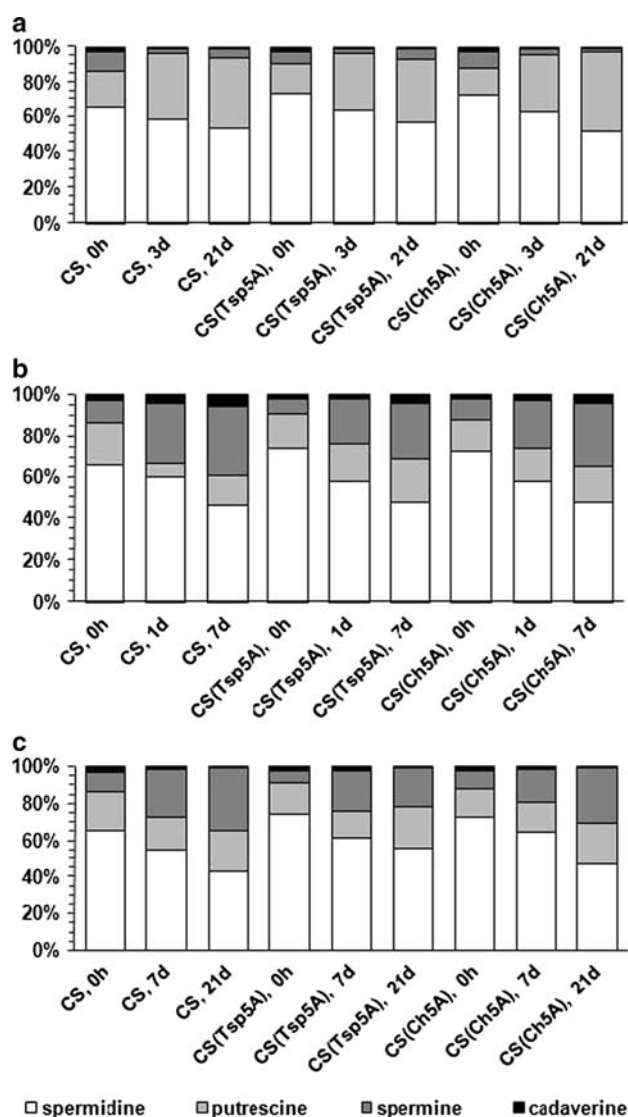 a
100%
80%
60%
40%
20%
0%
CS, 0h
CS, 3d
CS, 21d
CS(Tsp5A), 0h
CS(Tsp5A), 3d
CS(Tsp5A), 21d
CS(Ch5A), 0h
CS(Ch5A), 3d
CS(Ch5A), 21d
b
100%
80%
60%
40%
20%
0%
CS, 0h
CS, 1d
CS, 7d
CS(Tsp5A), 0h
CS(Tsp5A), 1d
CS(Tsp5A), 7d
CS(Ch5A), 0h
CS(Ch5A), 1d
CS(Ch5A), 7d
c
100%
80%
60%
40%
20%
0%
CS, 0h
CS, 7d
CS, 21d
CS(Tsp5A), 0h
CS(Tsp5A), 7d
CS(Tsp5A), 21d
CS(Ch5A), 0h
CS(Ch5A), 7d
CS(Ch5A), 21d
spermidine putrescine spermine cadaverine